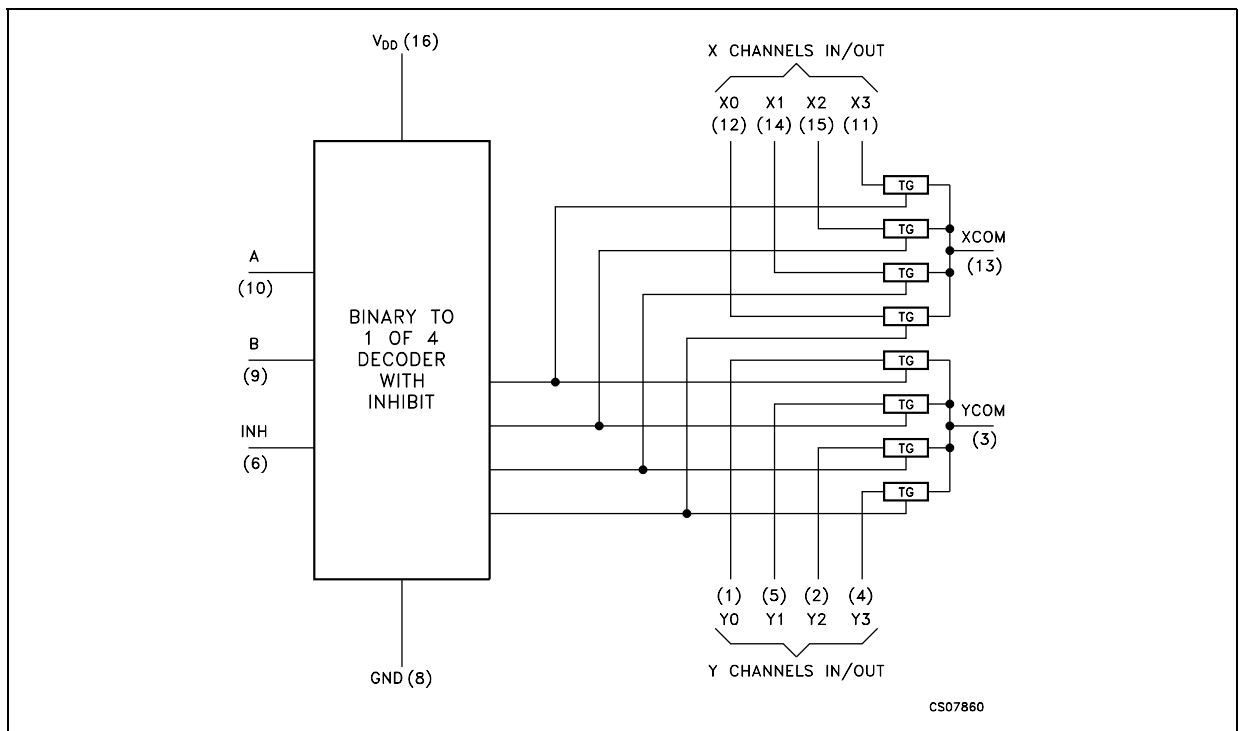 V_DD (16)
X CHANNELS IN/OUT
X0 X1 X2 X3
(12) (14) (15) (11)
TG
TG
XCOM
A
(13)
TG
(10)
BINARY TO
1 OF 4
DECODER
WITH
INHIBIT
TG
B
(9)
TG
TG
YCOM
INH
(3)
(6)
TG
TG
(1) (5) (2) (4)
Y0 Y1 Y2 Y3
GND (8)
Y CHANNELS IN/OUT
CS07860